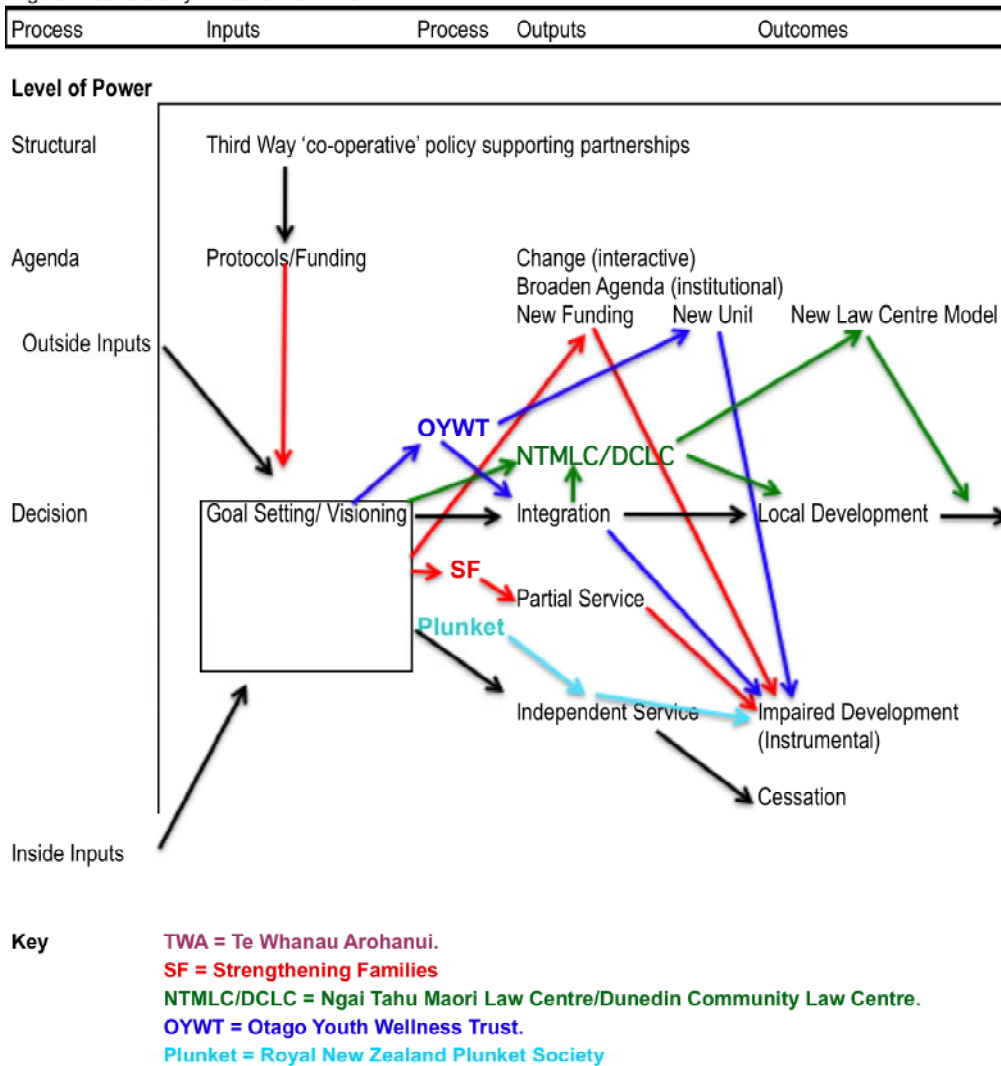 Process Inputs Process Outputs Outcomes
Level of Power
Structural Third Way ‘co-operative’ policy supporting partnerships
Agenda Protocols/Funding Change (interactive)
Broaden Agenda (institutional)
New Funding New Unit New Law Centre Model
Outside Inputs
OYWT
NTMLC/DCLC
Decision Goal Setting/ Visioning Integration Local Development
SF
Partial Service
Plunket
Independent Service Impaired Development
(Instrumental)
Cessation
Inside Inputs
Key TWA = Te Whanau Arohanui.
SF = Strengthening Families
NTMLC/DCLC = Ngai Tahu Maori Law Centre/Dunedin Community Law Centre.
OYWT = Otago Youth Wellness Trust.
Plunket = Royal New Zealand Plunket Society